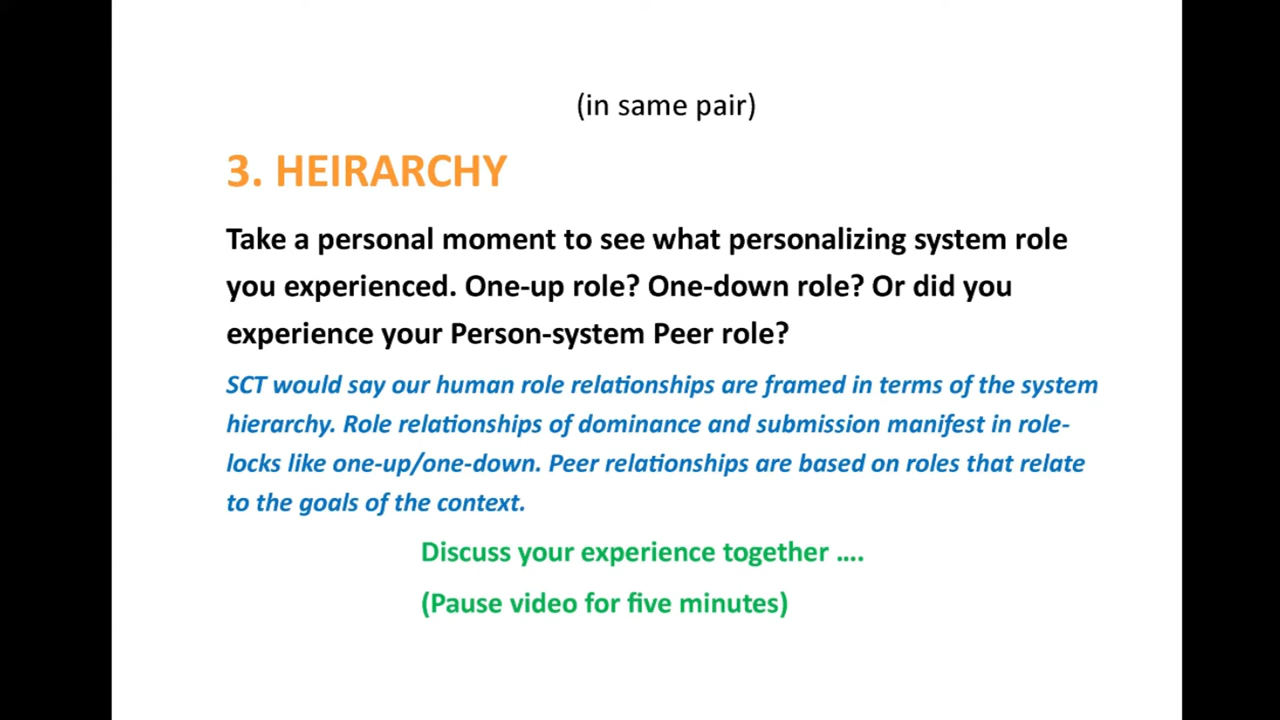 (in same pair)
3. HEIRARCHY
Take a personal moment to see what personalizing system role
you experienced. One-up role? One-down role? Or did you
experience your Person-system Peer role?
SCT would say our human role relationships are framed in terms of the system
hierarchy. Role relationships of dominance and submission manifest in role-
locks like one-up/one-down. Peer relationships are based on roles that relate
to the goals of the context.
Discuss your experience together ....
(Pause video for five minutes)